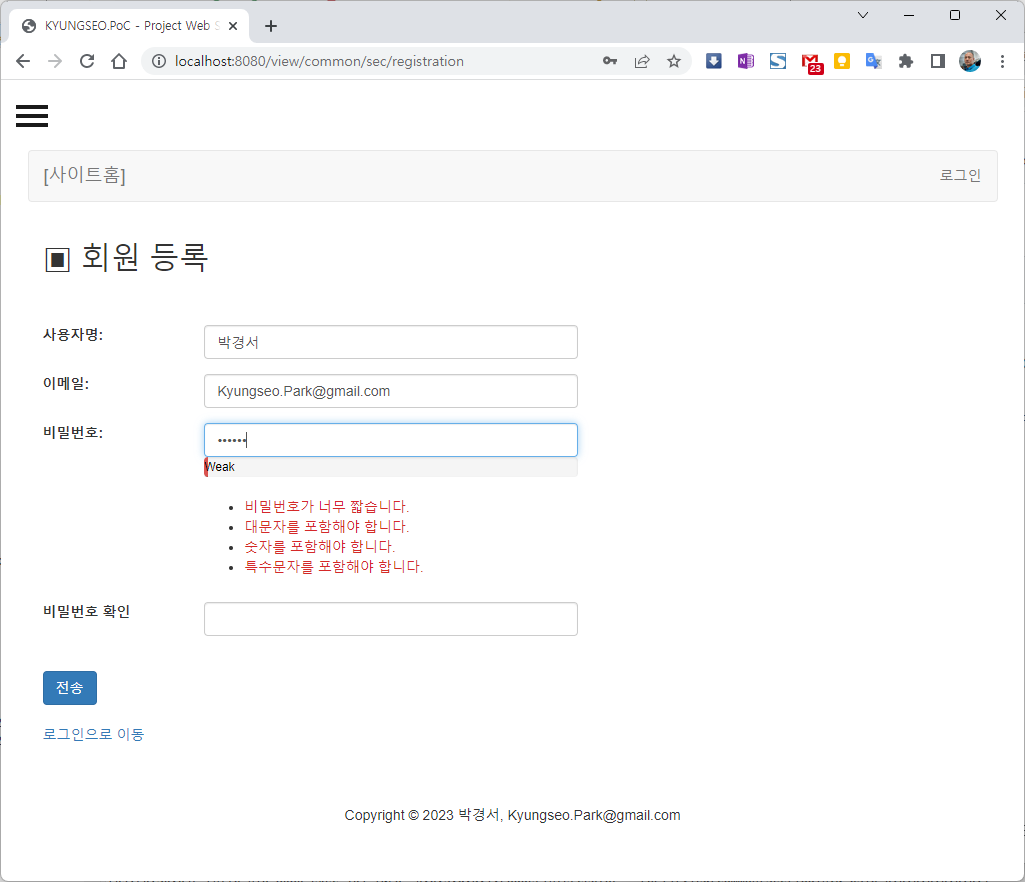 KYUNGSEO.PoC - Project Web S
localhost:8080/view/common/sec/registration
23
[사이트홈]
로그인
▣ 회원 등록
사용자명:
박경서
이메일:
Kyungseo.Park@gmail.com
비밀번호:
••••••
Weak
• 비밀번호가 너무 짧습니다.
• 대문자를 포함해야 합니다.
• 숫자를 포함해야 합니다.
• 특수문자를 포함해야 합니다.
비밀번호 확인
전송
로그인으로 이동
Copyright © 2023 박경서, Kyungseo.Park@gmail.com